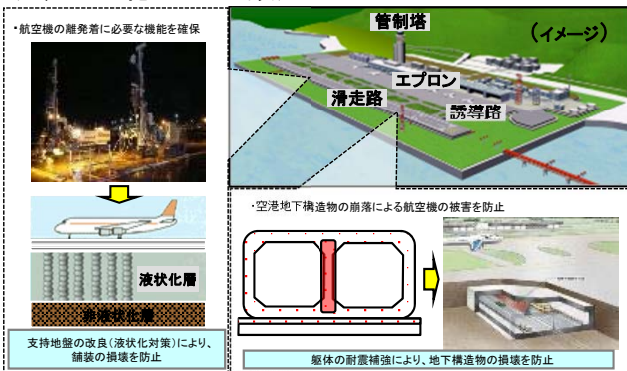 ・航空機の離発着に必要な機能を確保
(イメージ)
管制塔
エプロン
滑走路
誘導路
・空港地下構造物の崩落による航空機の被害を防止
液状化層
非液状化層
支持地盤の改良(液状化対策)により、
舗装の損壊を防止
躯体の耐震補強により、地下構造物の損壊を防止